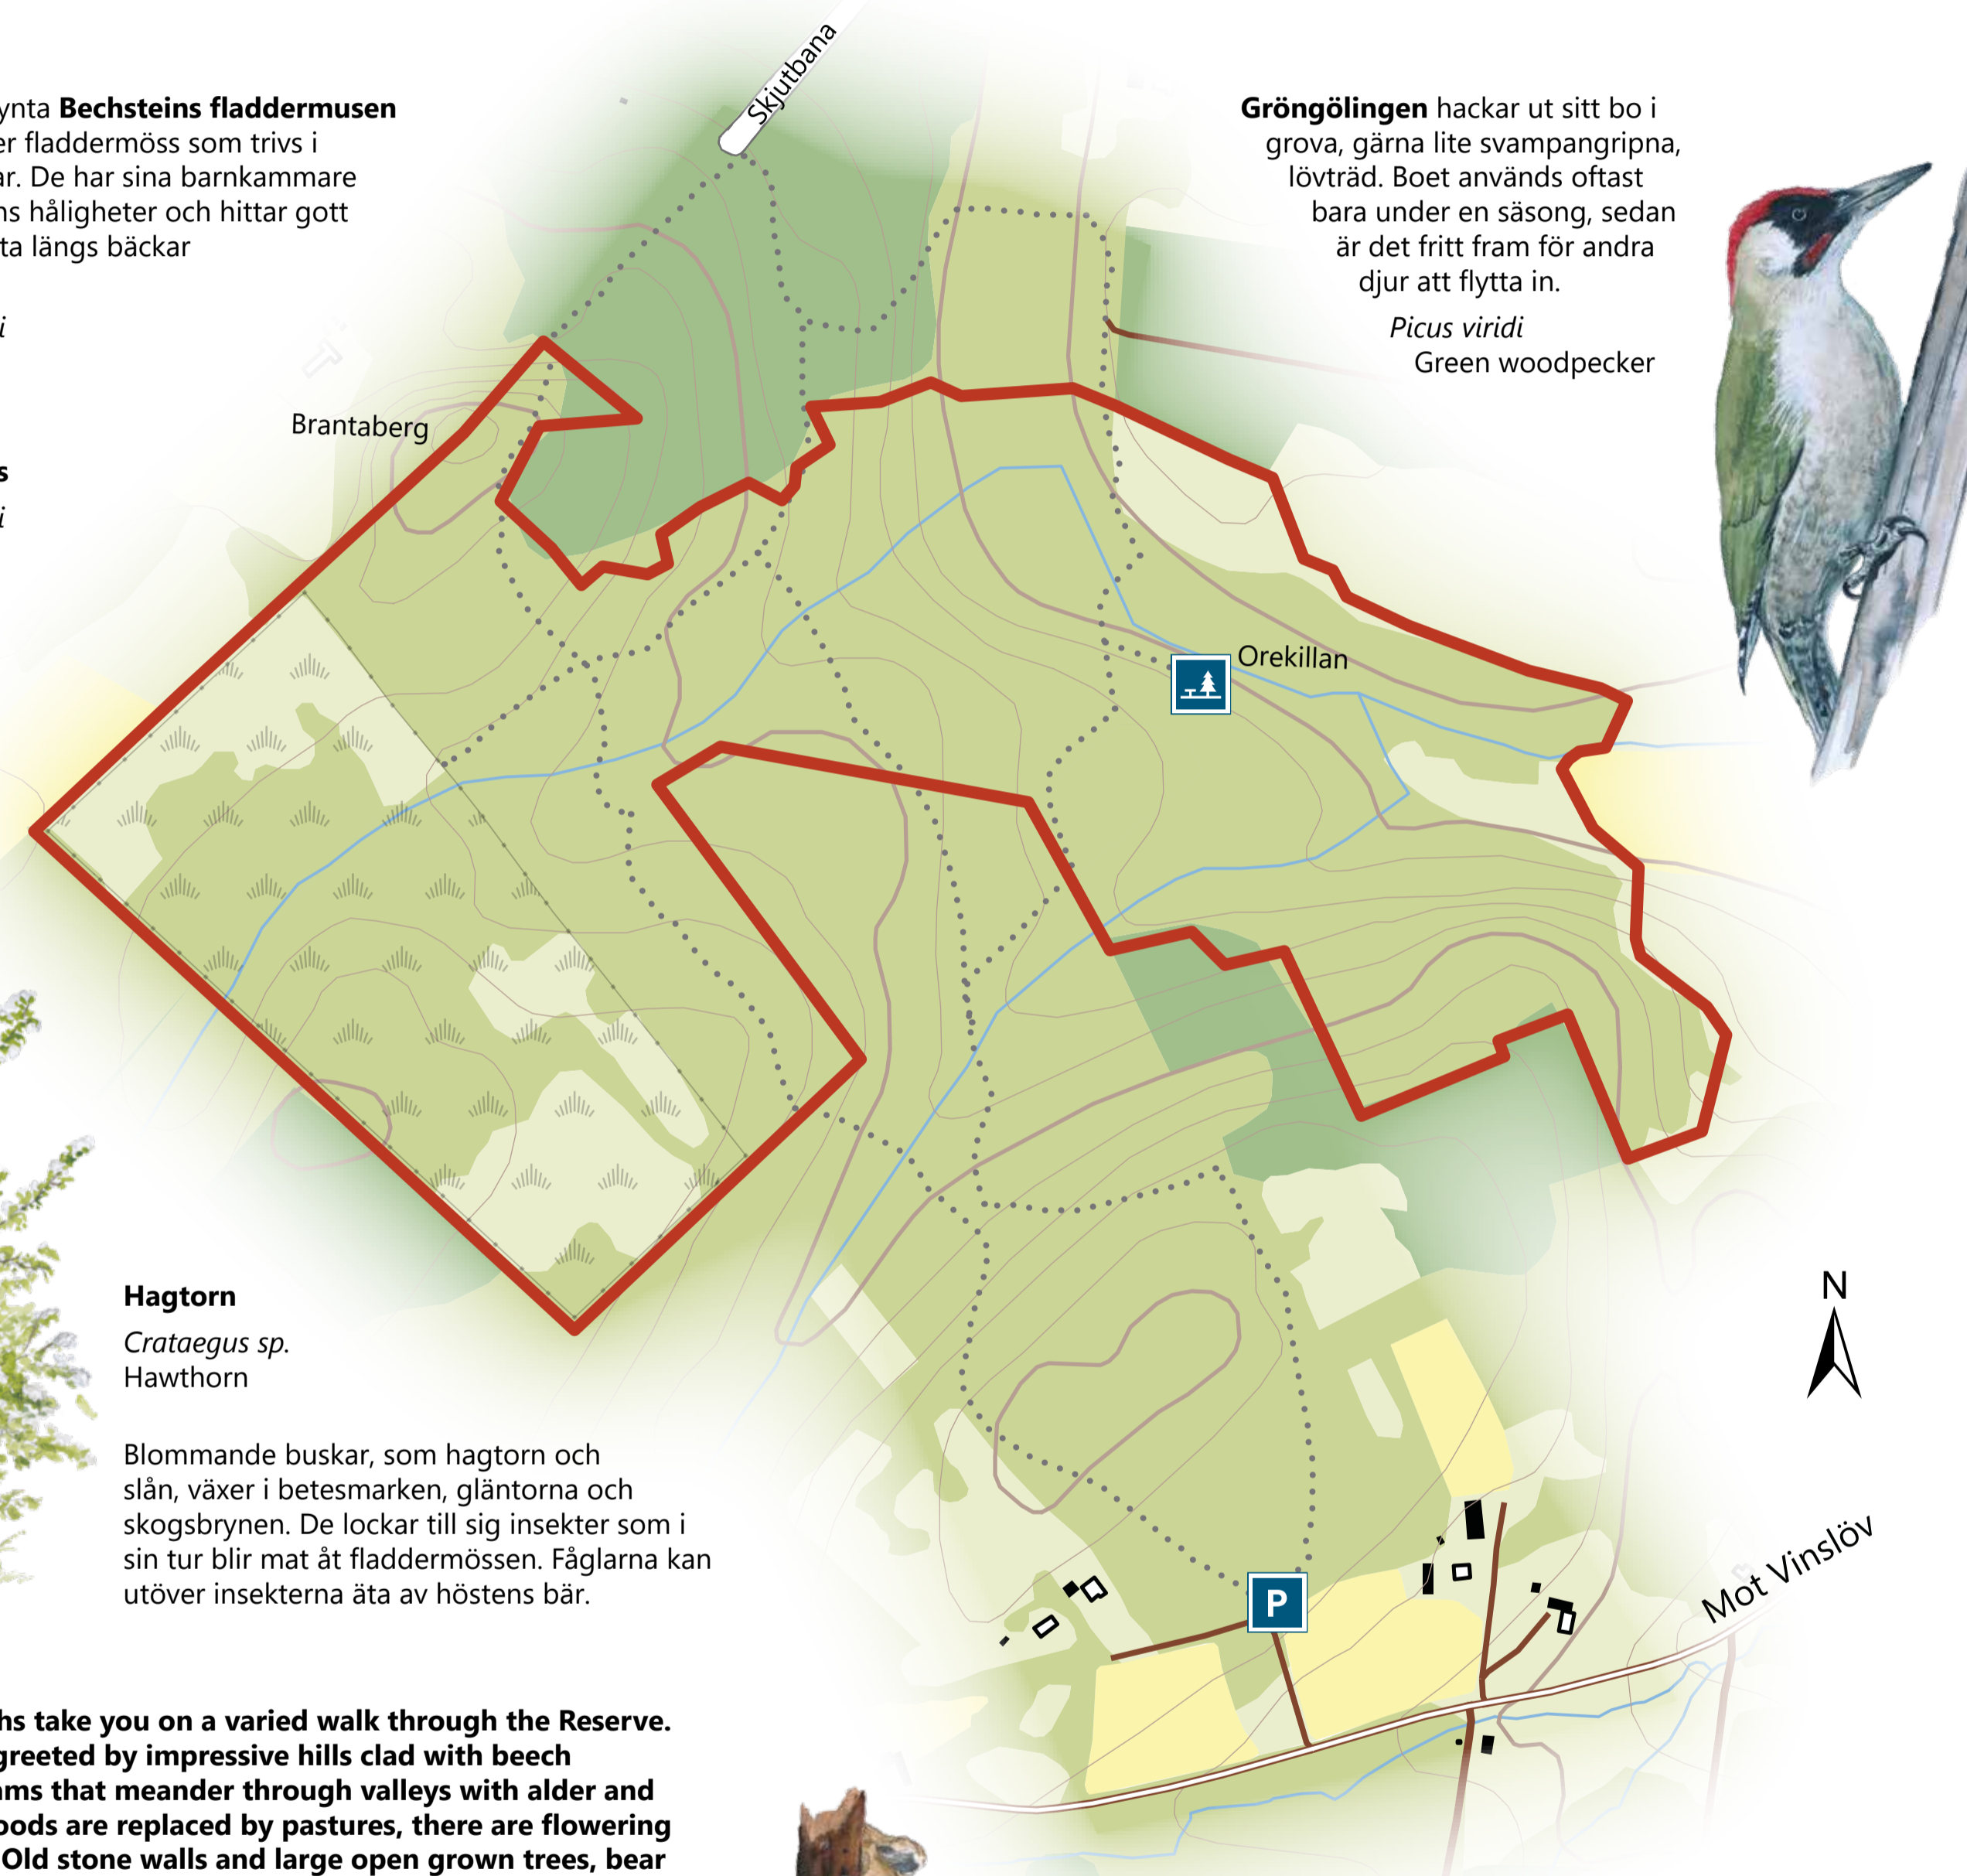 ynta Bechsteins fladdermusen
er fladdermöss som trivs i
ar. De har sina barnkammare
ns håligheter och hittar gott
ta längs bäckar
i
s
i
Skjutbana
Gröngölingen hackar ut sitt bo i
grova, gärna lite svampangripna,
lövträd. Boet används oftast
bara under en säsong, sedan
är det fritt fram för andra
djur att flytta in.
Picus viridi
Green woodpecker
Brantaberg
Orekillan
Hagtorn
Crataegus sp.
Hawthorn
Blommande buskar, som hagtorn och
slån, växer i betesmarken, gläntorna och
skogsbrynen. De lockar till sig insekter som i
sin tur blir mat åt fladdermössen. Fåglarna kan
utöver insekterna äta av höstens bär.
N
P
Mot Vinslöv
hs take you on a varied walk through the Reserve.
greeted by impressive hills clad with beech
ams that meander through valleys with alder and
oods are replaced by pastures, there are flowering
Old stone walls and large open grown trees, bear